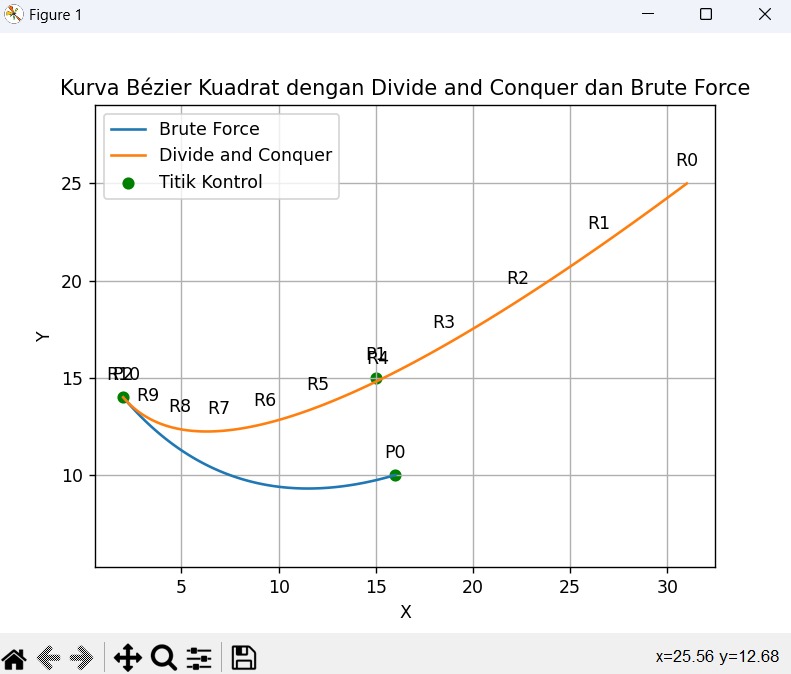 Figure 1
Kurva Bézier Kuadrat dengan Divide and Conquer dan Brute Force
Brute Force
Divide and Conquer
Titik Kontrol
R0
R1
R2
R3
P1
R4
R5
R6
R7
R8
R9
P2
R10
P0
25
20
15
10
Y
5 10 15 20 25 30
X
x=25.56 y=12.68